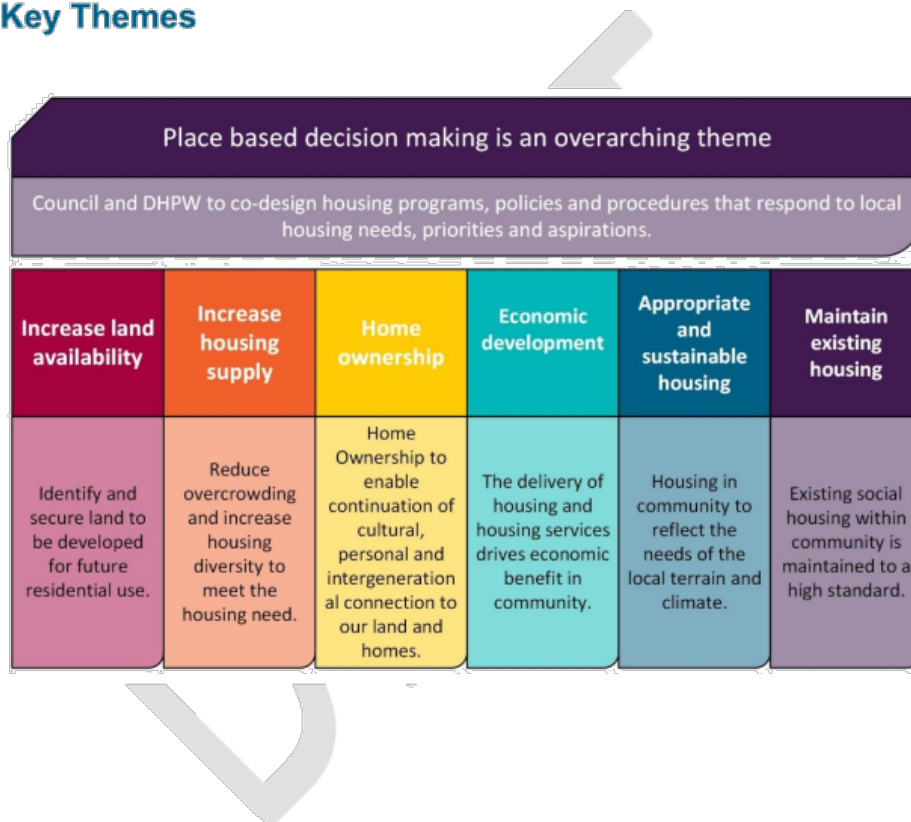 Key Themes
Place based decision making is an overarching theme
Council and DHPW to co-design housing programs, policies and procedures that respond to local
housing needs, priorities and aspirations.
Increase land
availability
Increase
housing
supply
Home
ownership
Economic
development
Appropriate
and
sustainable
housing
Maintain
existing
housing
Identify and
secure land to
be developed
for future
residential use.
Reduce
overcrowding
and increase
housing
diversity to
meet the
housing need.
Home
Ownership to
enable
continuation of
cultural,
personal and
intergeneration
al connection to
our land and
homes.
The delivery of
housing and
housing services
drives economic
benefit in
community.
Housing in
community to
reflect the
needs of the
local terrain and
climate.
Existing social
housing within
community is
maintained to a
high standard.